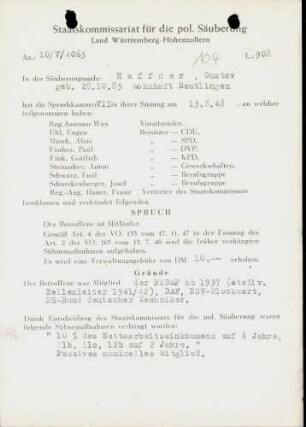 Staatskommissariat für die pol. Säuberung
Land Württemberg-Hohenzollern
Az.: 10/V/4063
104
L. 908
In der Säuberungssache Haffner, Gustav
geb. 28.10.85 wohnhaft Reutlingen
hat die Spruchkammer VII in ihrer Sitzung am 13.8.48, an welcher
teilgenommen haben:
Reg.Assessor Wax Vorsitzender,
Uhl, Eugen Beisitzer — CDU,
Musch, Alois „ — SPD,
Fischer, Paul „ — DVP,
Fink, Gottlieb „ — KPD,
Steinacker, Anton „ — Gewerkschaften,
Schwarz, Emil „ — Berufsgruppe
Schardenberger, Josef „ — Berufsgruppe
Reg.-Ang. Hauer, Franz Vertreter des Staatskommissars
beschlossen und verkündet folgenden
SPRUCH
Der Betroffene ist Mitläufer.
Gemäß Art. 4 der VO. 133 vom 17. 11. 47 in der Fassung des
Art. 2 der VO. 165 vom 13. 7. 48 sind die früher verhängten
Sühnemaßnahmen aufgehoben.
Es wird eine Verwaltungsgebühr von DM 10,— erhoben.
Gründe
Der Betroffene war Mitglied der NSDAP ab 1937 (stellv.
Zellenleiter 1941/42), DAF, NSV-Blockwart,
NS-Bund Deutscher Techniker.
Durch Entscheidung des Staatskommissars für die pol. Säuberung waren
folgende Sühnemaßnahmen verhängt worden:
" 10 % des Nettoarbeitseinkommens auf 4 Jahre,
11b, 11c, 12b auf 2 Jahre. "
Passives nominelles Mitglied.